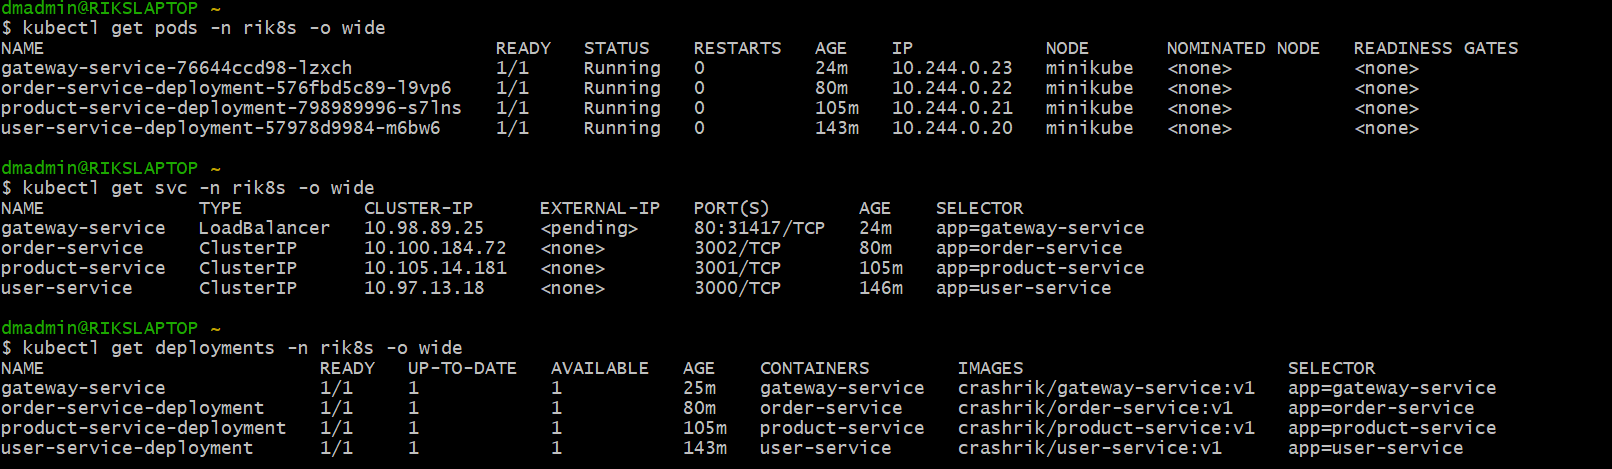 dmadmin@RIKSLAPTOP ~
$ kubectl get pods -n rik8s -o wide
NAME READY STATUS RESTARTS AGE IP NODE NOMINATED NODE READINESS GATES
gateway-service-76644ccd98-lzxch 1/1 Running 0 24m 10.244.0.23 minikube <none> <none>
order-service-deployment-576fbd5c89-l9vp6 1/1 Running 0 80m 10.244.0.22 minikube <none> <none>
product-service-deployment-798989996-s7lns 1/1 Running 0 105m 10.244.0.21 minikube <none> <none>
user-service-deployment-57978d9984-m6bw6 1/1 Running 0 143m 10.244.0.20 minikube <none> <none>
dmadmin@RIKSLAPTOP ~
$ kubectl get svc -n rik8s -o wide
NAME TYPE CLUSTER-IP EXTERNAL-IP PORT(S) AGE SELECTOR
gateway-service LoadBalancer 10.98.89.25 <pending> 80:31417/TCP 24m app=gateway-service
order-service ClusterIP 10.100.184.72 <none> 3002/TCP 80m app=order-service
product-service ClusterIP 10.105.14.181 <none> 3001/TCP 105m app=product-service
user-service ClusterIP 10.97.13.18 <none> 3000/TCP 146m app=user-service
dmadmin@RIKSLAPTOP ~
$ kubectl get deployments -n rik8s -o wide
NAME READY UP-TO-DATE AVAILABLE AGE CONTAINERS IMAGES SELECTOR
gateway-service 1/1 1 1 25m gateway-service crashrik/gateway-service:v1 app=gateway-service
order-service-deployment 1/1 1 1 80m order-service crashrik/order-service:v1 app=order-service
product-service-deployment 1/1 1 1 105m product-service crashrik/product-service:v1 app=product-service
user-service-deployment 1/1 1 1 143m user-service crashrik/user-service:v1 app=user-service